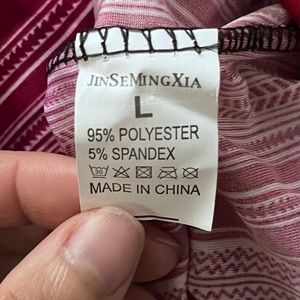 JINSEMINGXIA
L
95% POLYESTER
5% SPANDEX
MADE IN CHINA